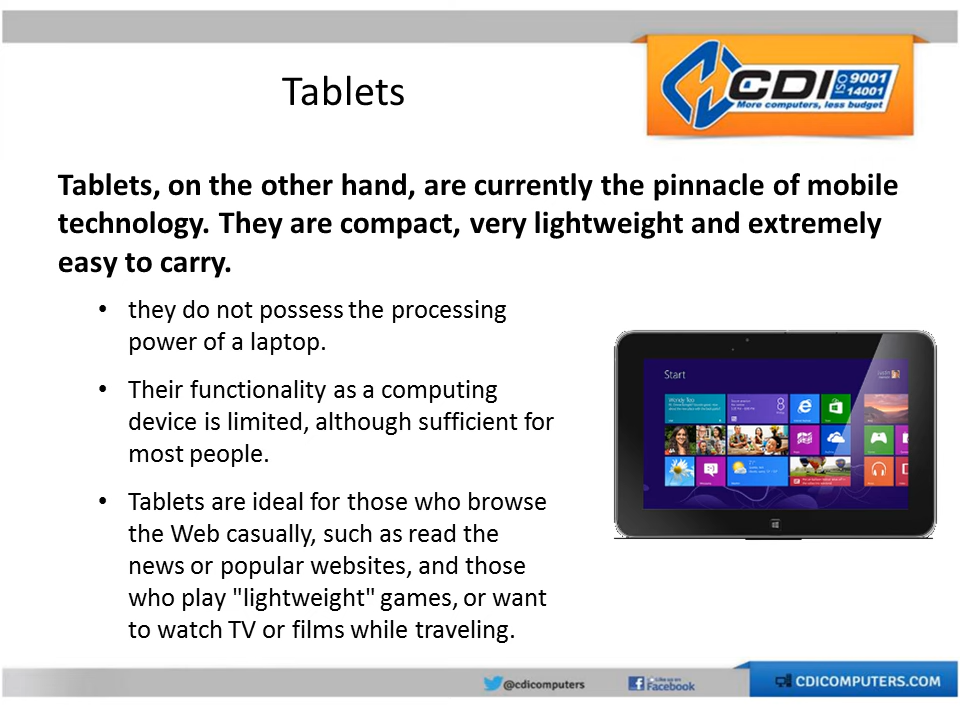 Tablets
CDI ISO 9001 14001
More computers, less budget
Tablets, on the other hand, are currently the pinnacle of mobile
technology. They are compact, very lightweight and extremely
easy to carry.
• they do not possess the processing
power of a laptop.
• Their functionality as a computing
device is limited, although sufficient for
most people.
• Tablets are ideal for those who browse
the Web casually, such as read the
news or popular websites, and those
who play "lightweight" games, or want
to watch TV or films while traveling.
Start
8
@cdicomputers
Like us on
Facebook
CDICOMPUTERS.COM